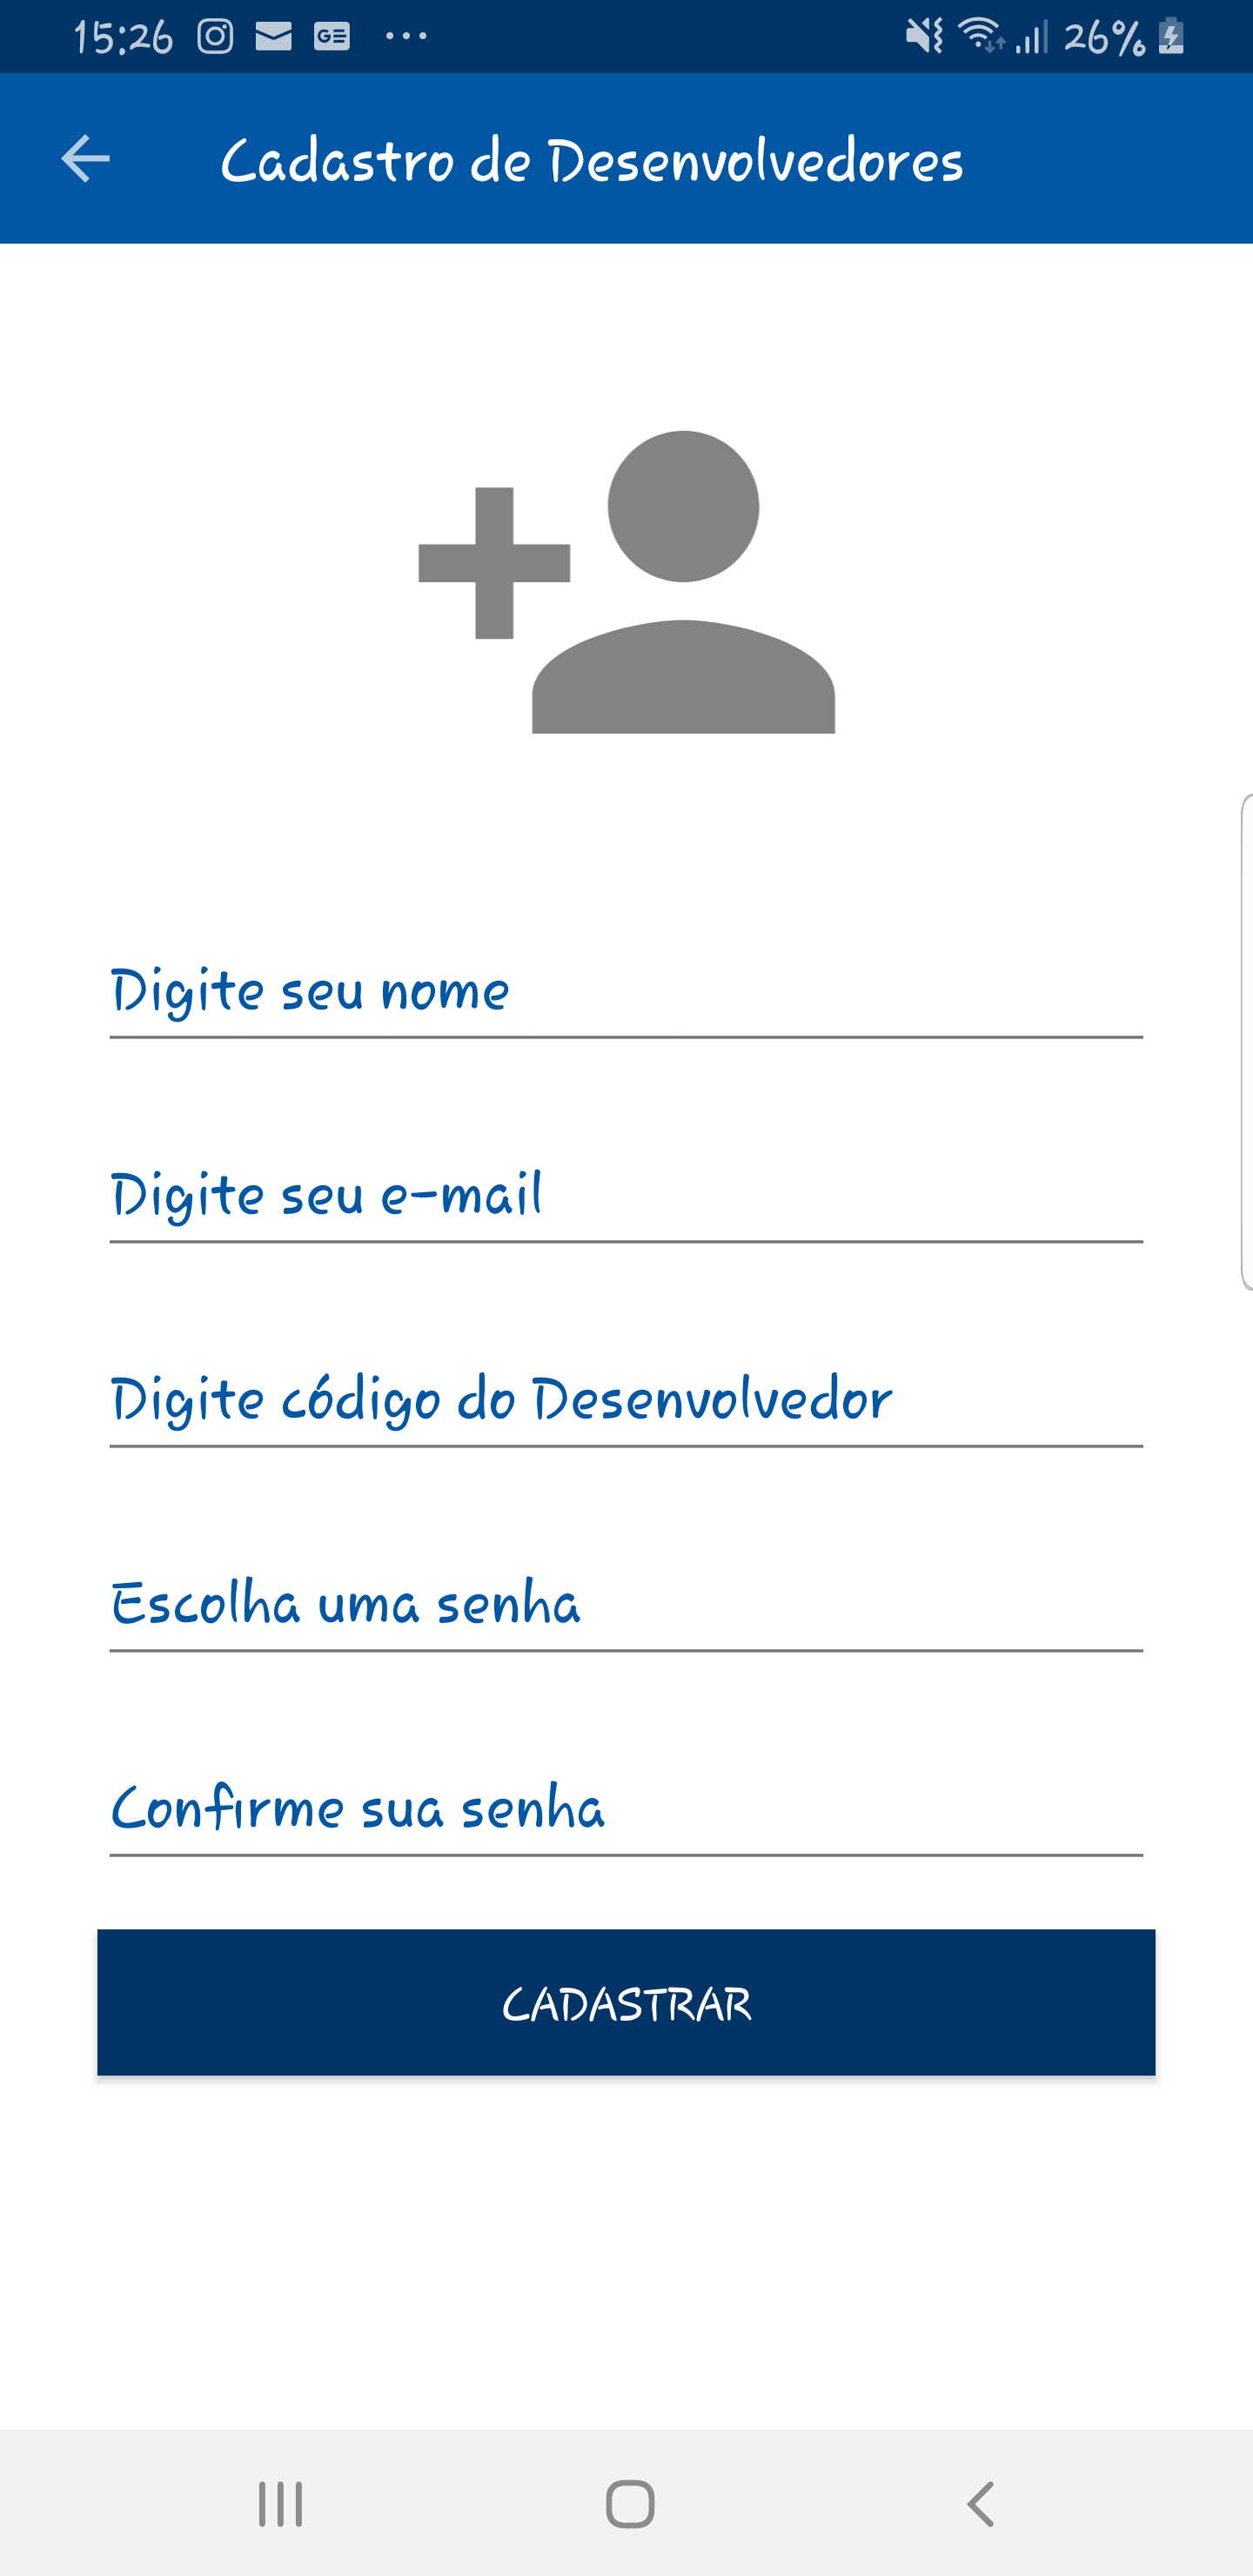 15:26 GE 26%
Cadastro de Desenvolvedores
Digite seu nome
Digite seu e-mail
Digite código do Desenvolvedor
Escolha uma senha
Confirme sua senha
CADASTRAR